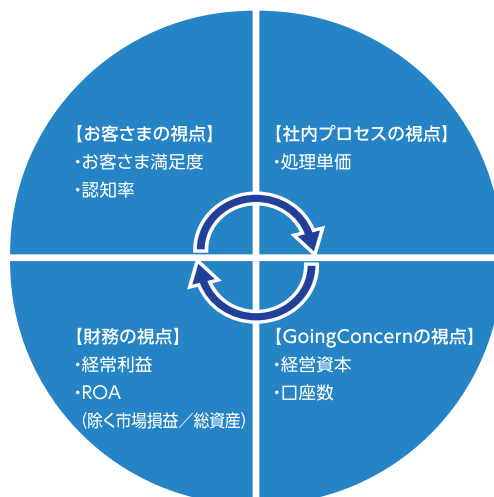 【お客さまの視点】
・お客さま満足度
・認知率
【社内プロセスの視点】
・処理単価
【財務の視点】
・経常利益
・ROA
(除く市場損益／総資産)
【GoingConcernの視点】
・経営資本
・口座数